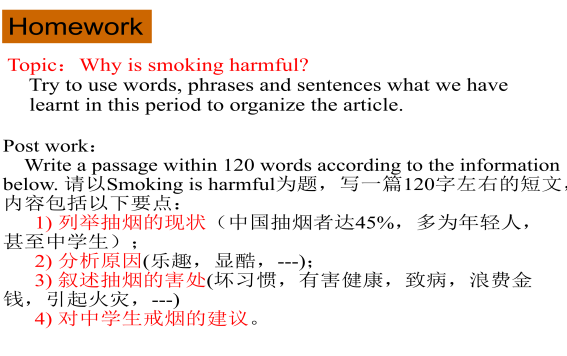 Homework
Topic： Why is smoking harmful?
Try to use words, phrases and sentences what we have
learnt in this period to organize the article.
Post work：
Write a passage within 120 words according to the information
below. 请以Smoking is harmful为题，写一篇120字左右的短文，
内容包括以下要点：
1) 列举抽烟的现状（中国抽烟者达45%，多为年轻人，
甚至中学生）；
2) 分析原因(乐趣，显酷，---)；
3) 叙述抽烟的害处(坏习惯，有害健康，致病，浪费金
钱，引起火灾，---)
4) 对中学生戒烟的建议。